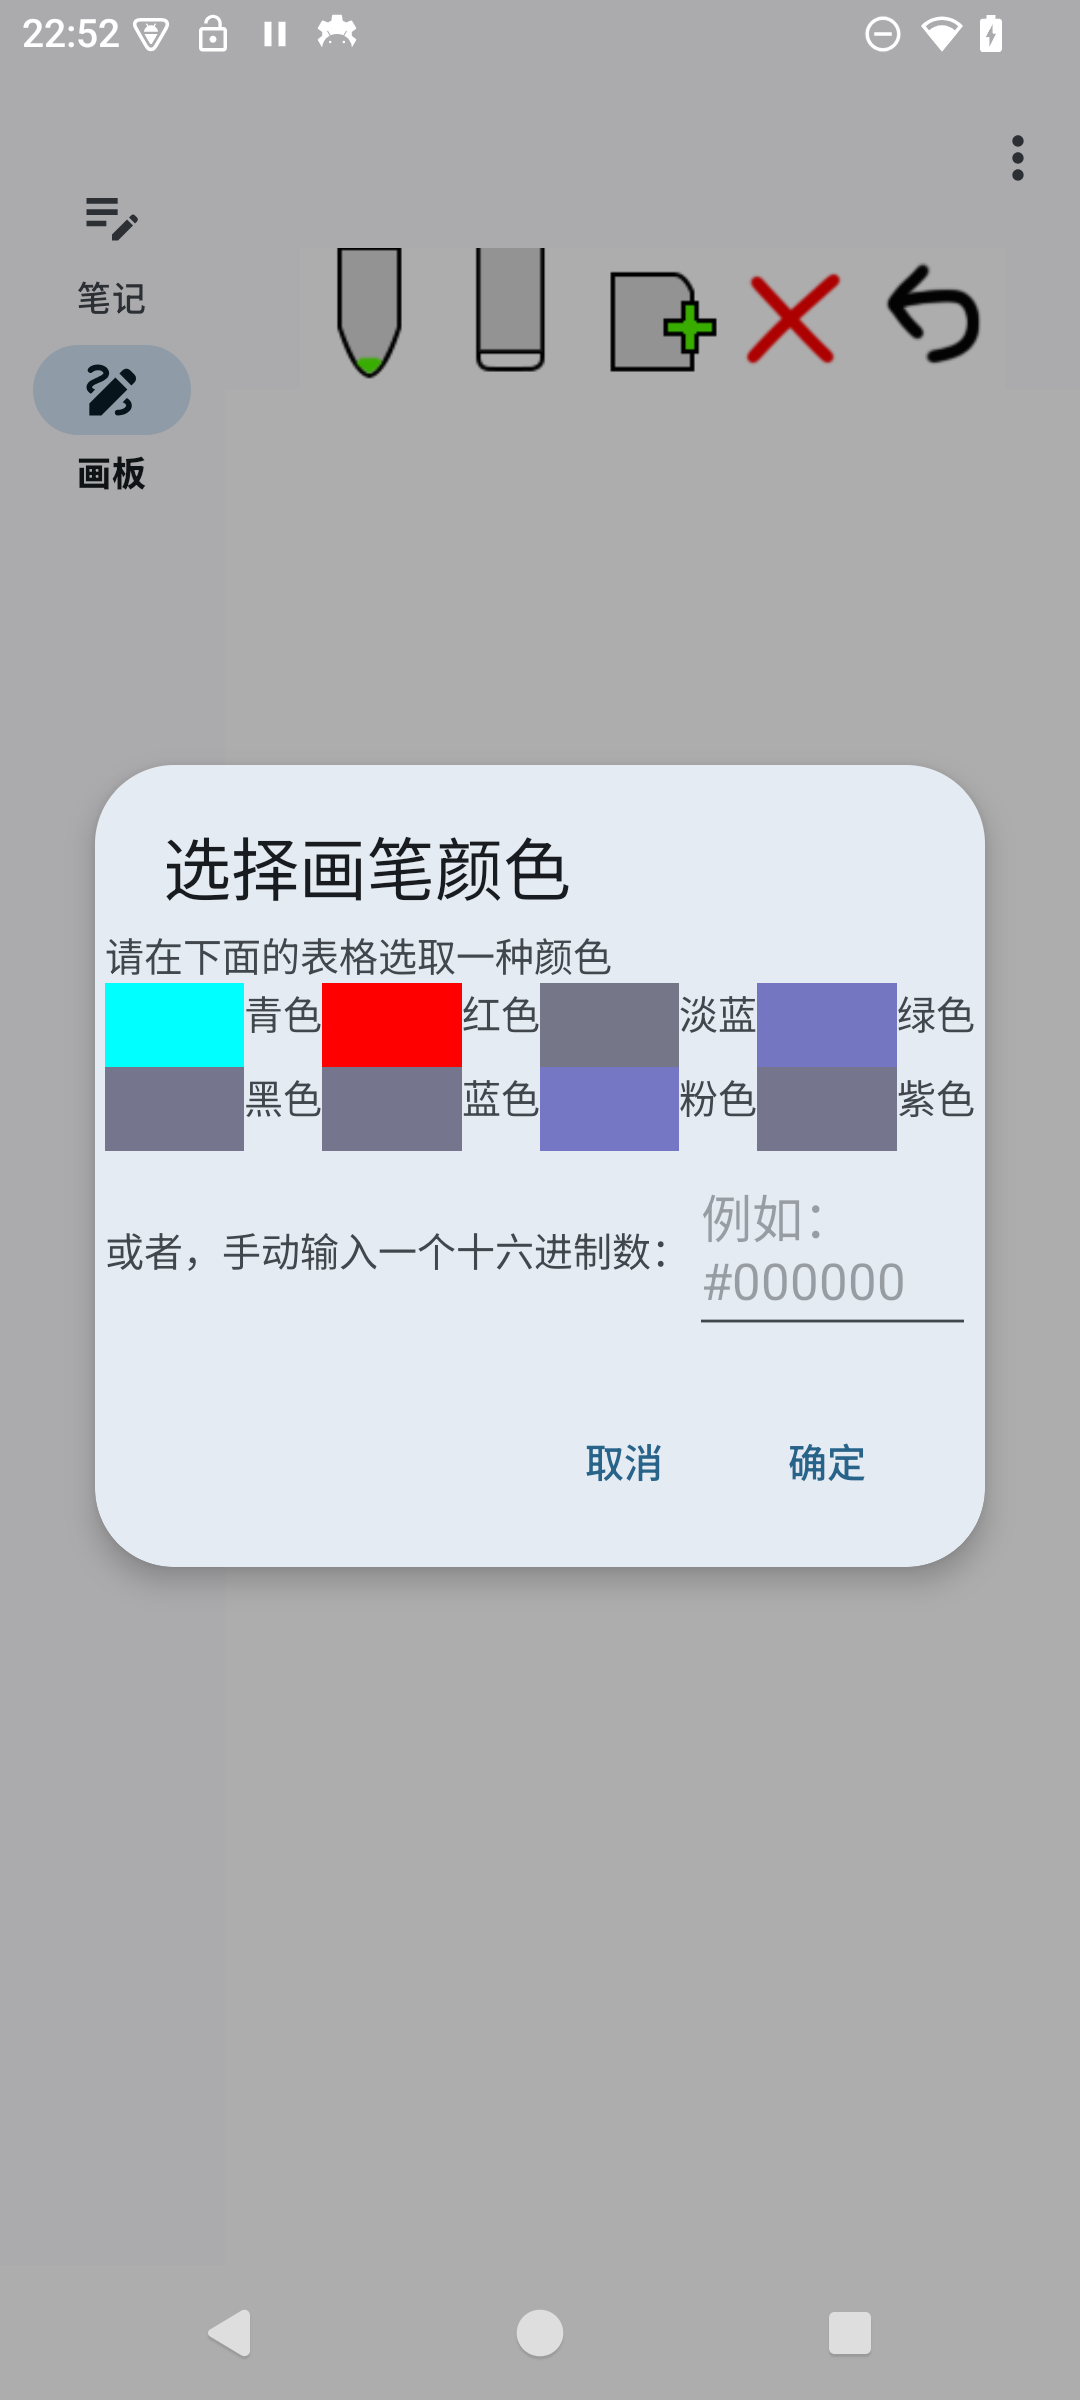 22:52
笔记
画板
选择画笔颜色
请在下面的表格选取一种颜色
青色 红色 淡蓝 绿色
黑色 蓝色 粉色 紫色
或者，手动输入一个十六进制数：
例如：
#000000
取消 确定